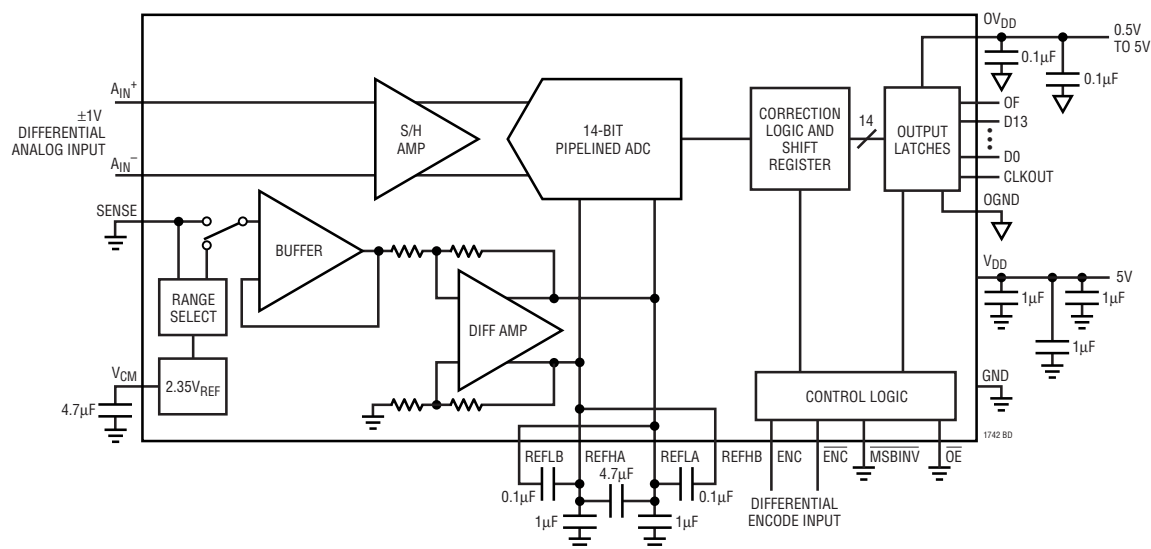 OVDD
0.5V
TO 5V
0.1µF
0.1µF
AIN+
±1V
DIFFERENTIAL
ANALOG INPUT
AIN−
S/H
AMP
14-BIT
PIPELINED ADC
CORRECTION
LOGIC AND
SHIFT
REGISTER
14
OUTPUT
LATCHES
OF
D13
D0
CLKOUT
OGND
SENSE
BUFFER
RANGE
SELECT
DIFF AMP
VDD
5V
1µF
1µF
1µF
VCM
2.35VREF
4.7µF
GND
CONTROL LOGIC
1742 BD
REFLB
REFHA
REFLA
REFHB
ENC
E̅N̅C̅
M̅S̅B̅I̅N̅V̅
O̅E̅
4.7µF
0.1µF
0.1µF
1µF
1µF
DIFFERENTIAL
ENCODE INPUT